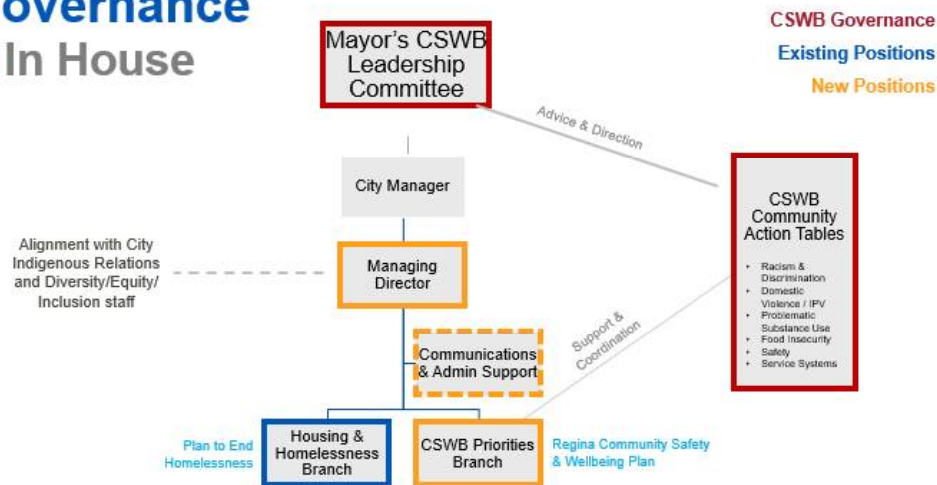 overnance
In House
CSWB Governance
Existing Positions
New Positions
Mayor's CSWB
Leadership
Committee
Advice & Direction
City Manager
CSWB
Community
Action Tables
• Racism &
Discrimination
• Domestic
Violence / IPV
• Problematic
Substance Use
• Food Insecurity
• Safety
• Service Systems
Alignment with City
Indigenous Relations
and Diversity/Equity/
Inclusion staff
Managing
Director
Support &
Coordination
Communications
& Admin Support
Plan to End
Homelessness
Housing &
Homelessness
Branch
CSWB Priorities
Branch
Regina Community Safety
& Wellbeing Plan